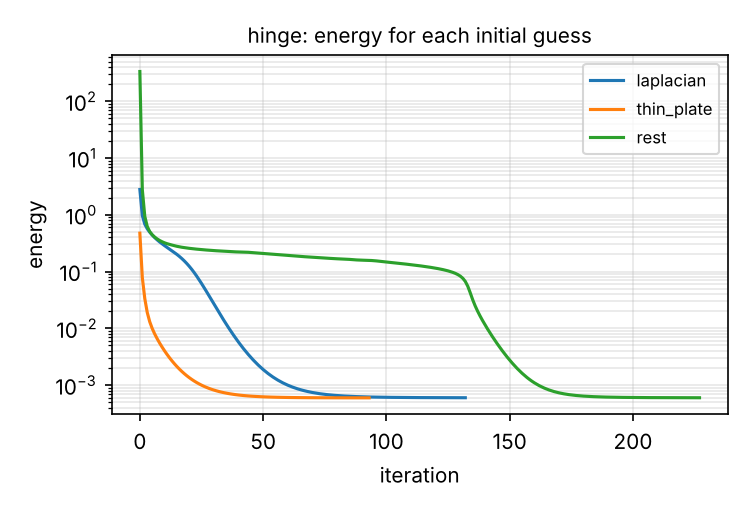 hinge: energy for each initial guess
laplacian
thin_plate
rest
energy
10²
10¹
10⁰
10⁻¹
10⁻²
10⁻³
0 50 100 150 200
iteration